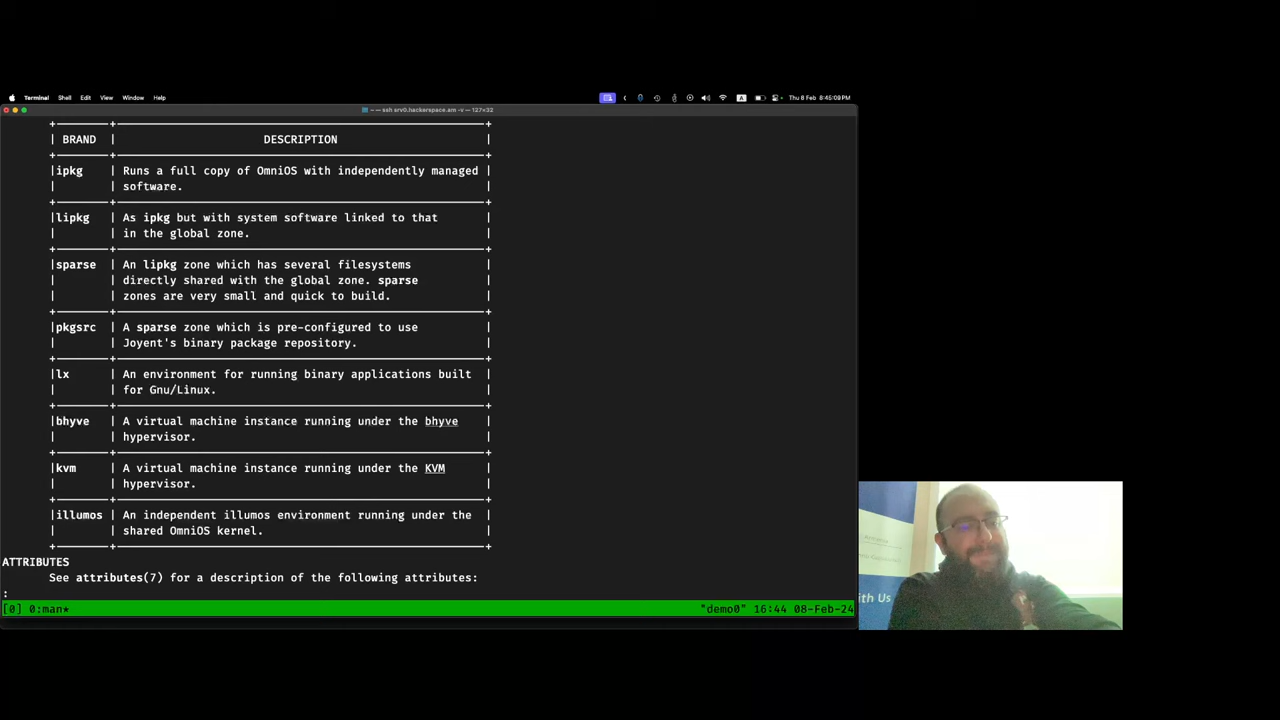 Terminal Shell Edit View Window Help A Thu 8 Feb 8:45:09 PM
~ — ssh srv0.hackerspace.am -v — 127×32
| BRAND | DESCRIPTION |
|ipkg | Runs a full copy of OmniOS with independently managed |
| | software. |
|lipkg | As ipkg but with system software linked to that |
| | in the global zone. |
|sparse | An lipkg zone which has several filesystems |
| | directly shared with the global zone. sparse |
| | zones are very small and quick to build. |
|pkgsrc | A sparse zone which is pre-configured to use |
| | Joyent's binary package repository. |
|lx | An environment for running binary applications built |
| | for Gnu/Linux. |
|bhyve | A virtual machine instance running under the bhyve |
| | hypervisor. |
|kvm | A virtual machine instance running under the KVM |
| | hypervisor. |
|illumos | An independent illumos environment running under the |
| | shared OmniOS kernel. |
ATTRIBUTES
See attributes(7) for a description of the following attributes:
:
[0] 0:man* "demo0" 16:44 08-Feb-24
ith Us